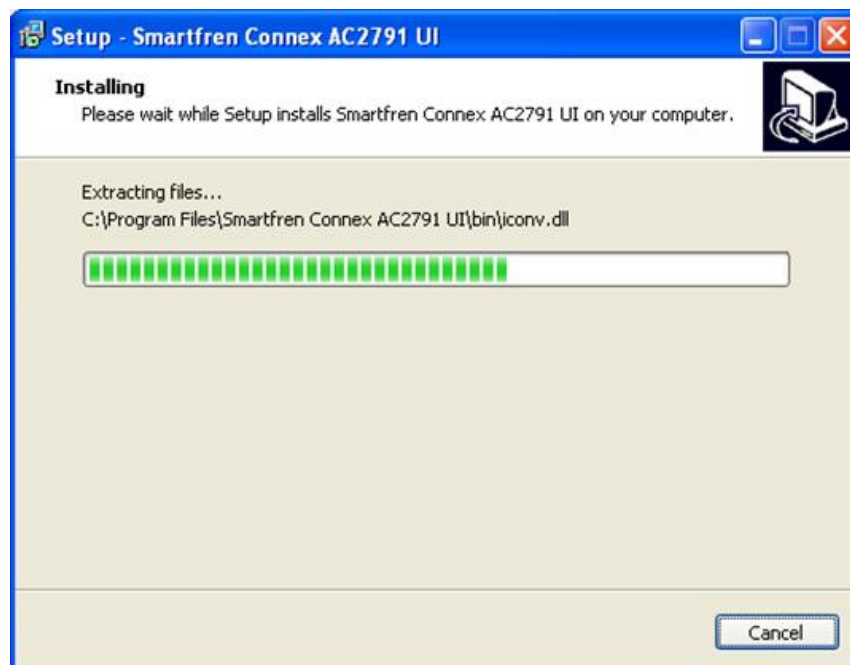 Setup - Smartfren Connex AC2791 UI
Installing
Please wait while Setup installs Smartfren Connex AC2791 UI on your computer.
Extracting files...
C:\Program Files\Smartfren Connex AC2791 UI\bin\iconv.dll
Cancel